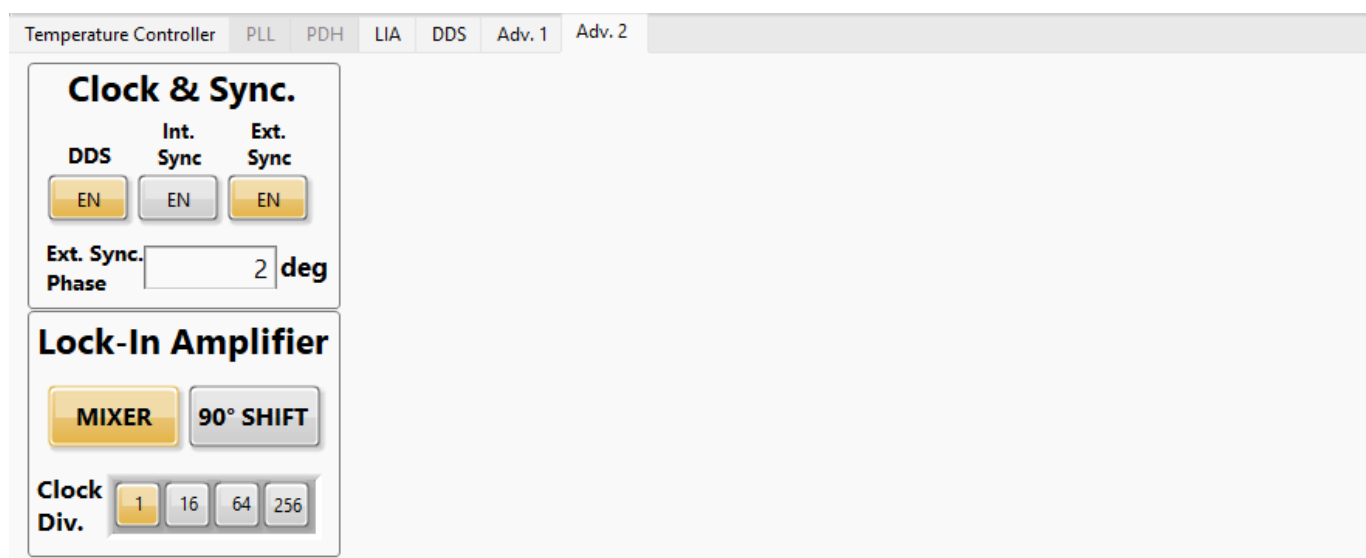 Temperature Controller PLL PDH LIA DDS Adv. 1 Adv. 2
Clock & Sync.
DDS Int. Sync Ext. Sync
EN EN EN
Ext. Sync. Phase 2 deg
Lock-In Amplifier
MIXER 90° SHIFT
Clock Div. 1 16 64 256